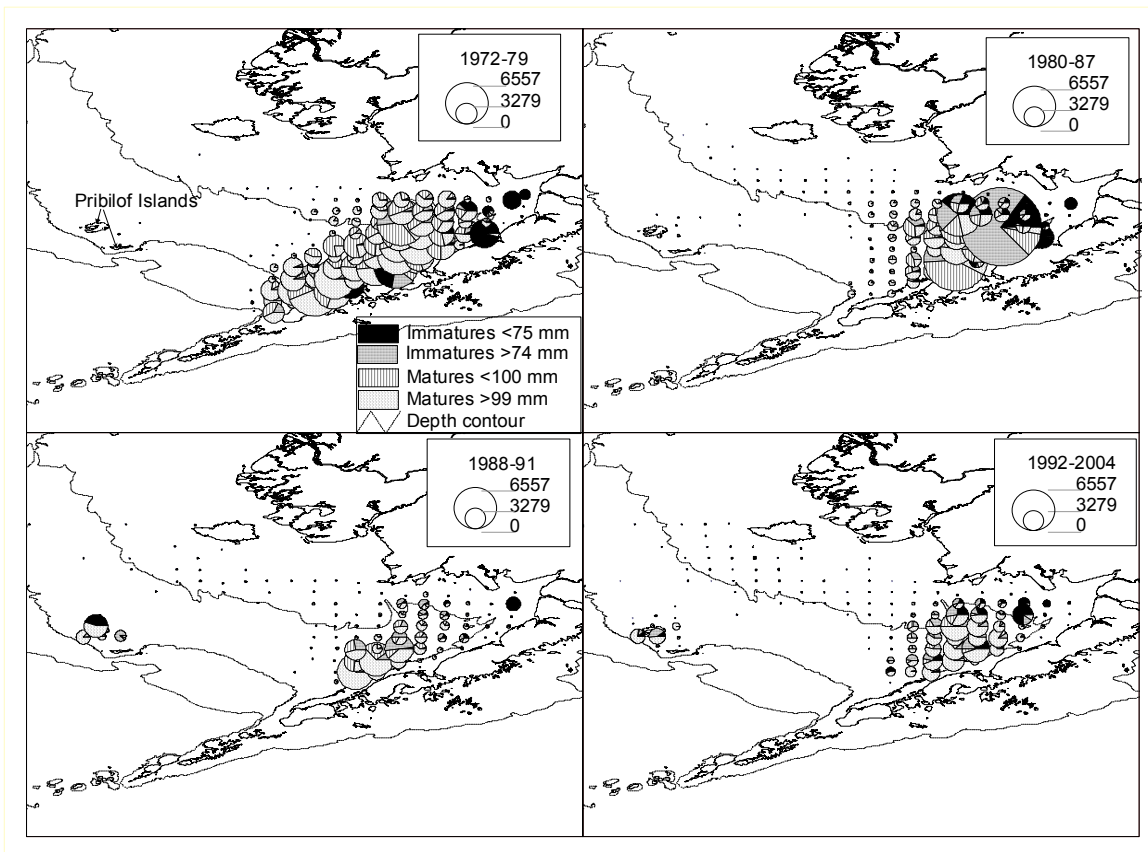 1972-79
6557
3279
0
Pribilof Islands
Immatures <75 mm
Immatures >74 mm
Matures <100 mm
Matures >99 mm
Depth contour
1980-87
6557
3279
0
1988-91
6557
3279
0
1992-2004
6557
3279
0